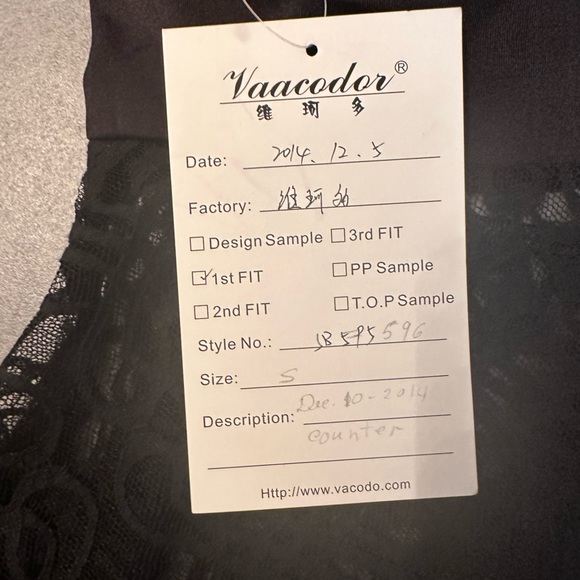 Vaacodor®
维珂多
Date: 2014.12.5
Factory: 维珂多
☐ Design Sample ☐ 3rd FIT
☑ 1st FIT ☐ PP Sample
☐ 2nd FIT ☐ T.O.P Sample
Style No.: 596
Size: S
Dec. 10-2014
Description:
counter
Http://www.vacodo.com